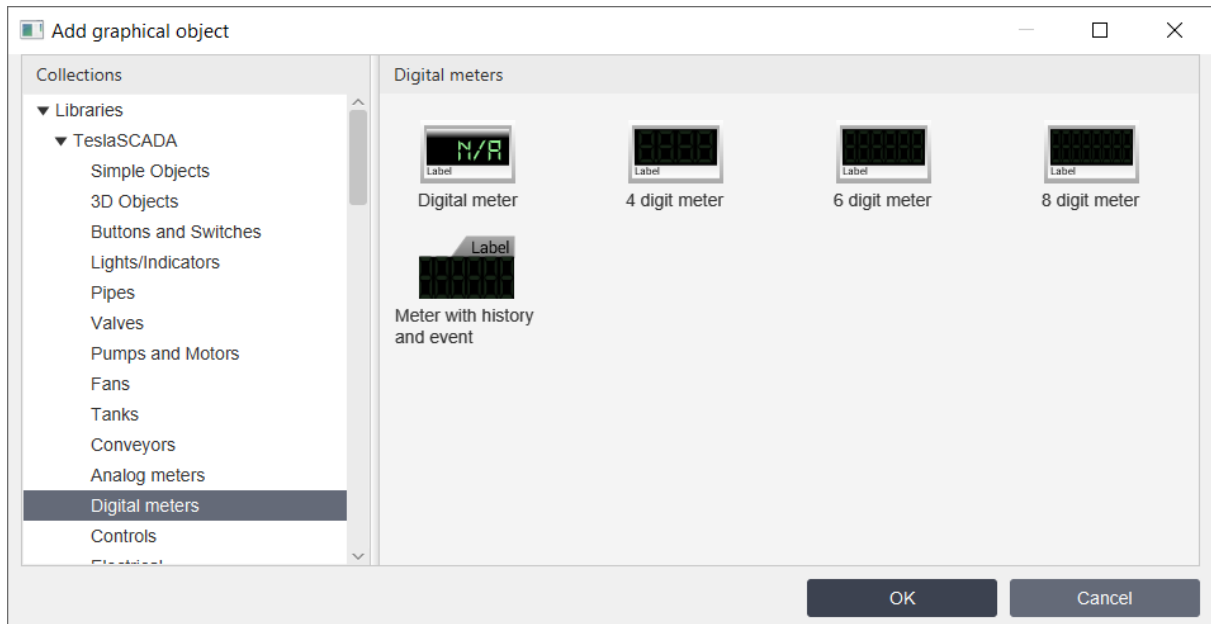 Add graphical object
Collections
Libraries
TeslaSCADA
Simple Objects
3D Objects
Buttons and Switches
Lights/Indicators
Pipes
Valves
Pumps and Motors
Fans
Tanks
Conveyors
Analog meters
Digital meters
Controls
Electrical
Digital meters
N/A
Label
Digital meter
Label
4 digit meter
Label
6 digit meter
Label
8 digit meter
Label
Meter with history
and event
OK
Cancel